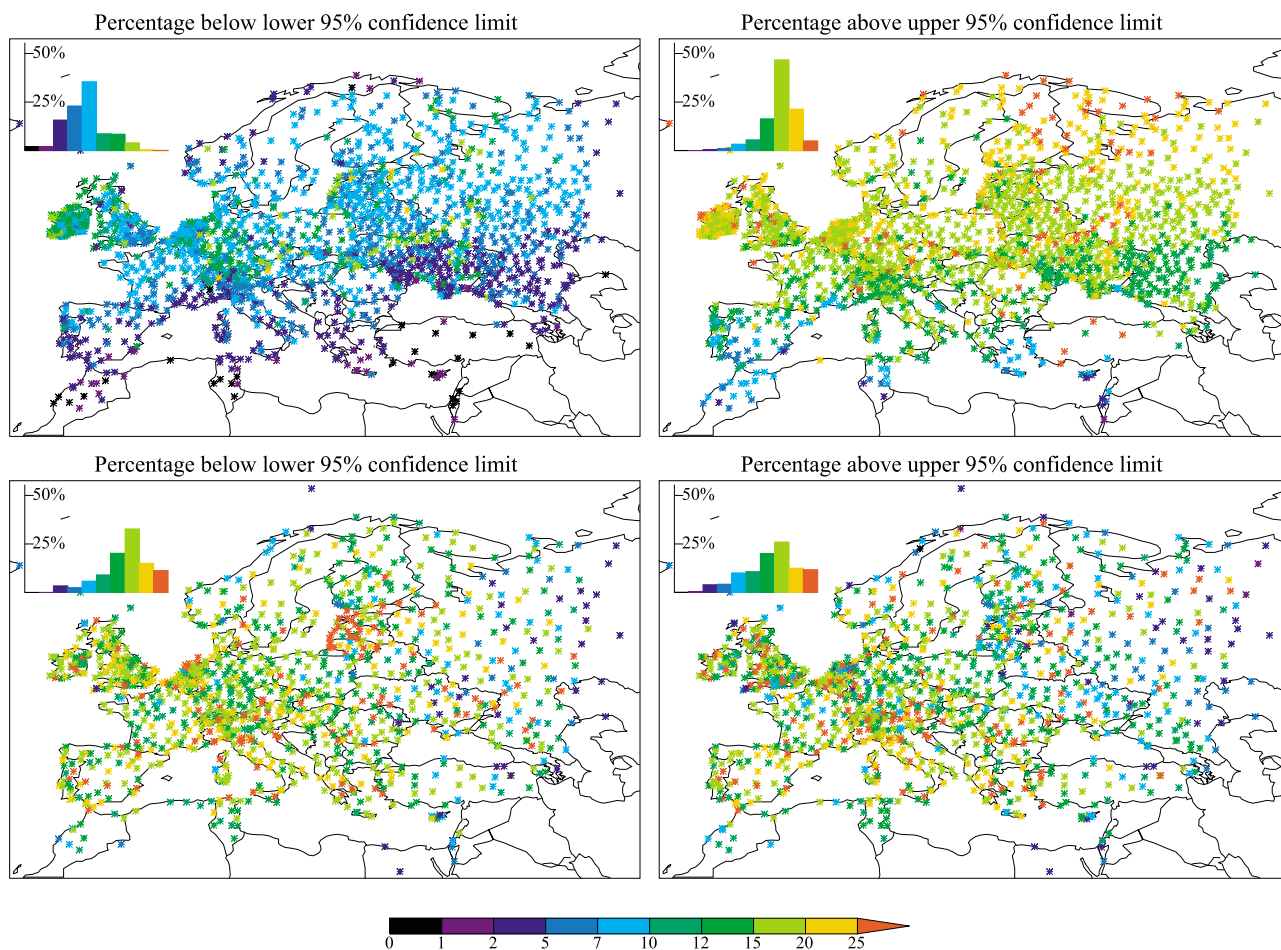 Percentage below lower 95% confidence limit
Percentage above upper 95% confidence limit
50%
25%
50%
25%
Percentage below lower 95% confidence limit
Percentage above upper 95% confidence limit
50%
25%
50%
25%
0 1 2 5 7 10 12 15 20 25